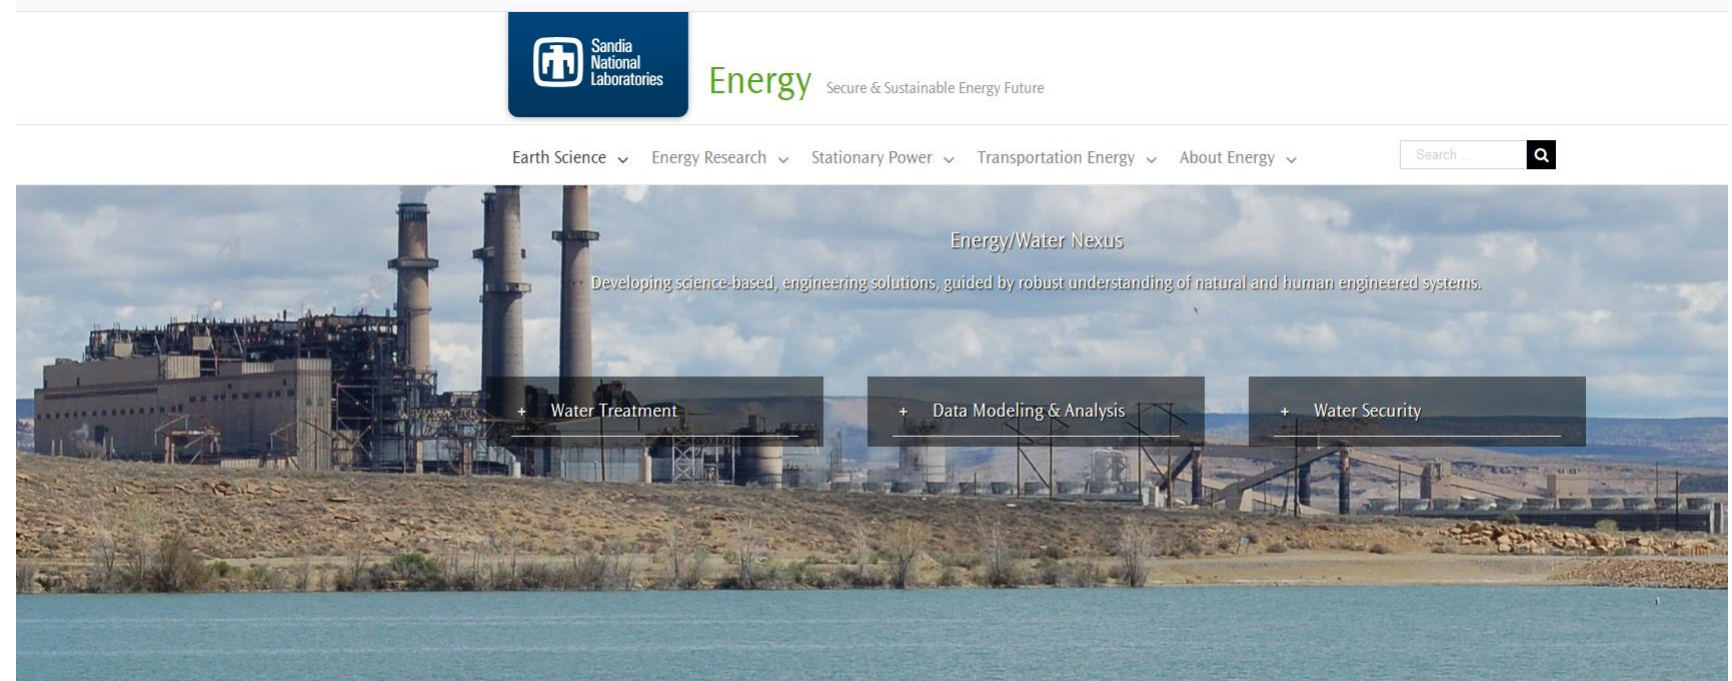 Sandia
National
Laboratories
Energy Secure & Sustainable Energy Future
Earth Science Energy Research Stationary Power Transportation Energy About Energy Search ...
Energy/Water Nexus
Developing science-based, engineering solutions, guided by robust understanding of natural and human engineered systems.
+ Water Treatment + Data Modeling & Analysis + Water Security